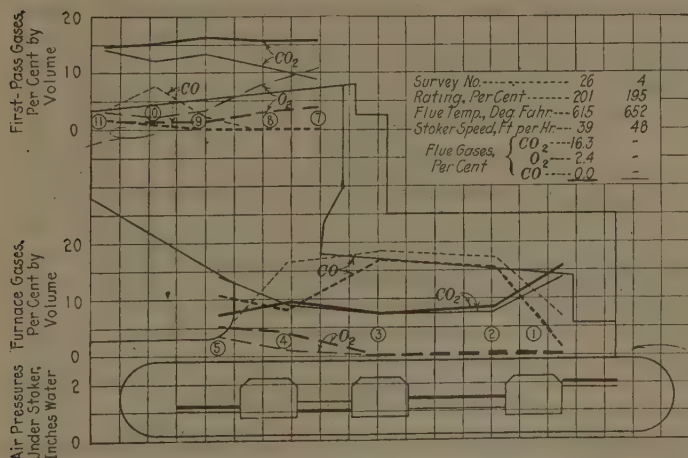 First-Pass Gases,
Per Cent by
Volume
20
10
0
CO2
CO
O2
11
10
9
8
7
Survey No. 26 4
Rating, Per Cent 201 195
Flue Temp., Deg. Fahr. 615 652
Stoker Speed, Ft per Hr. 39 48
Flue Gases,
Per Cent
CO2 16.3 -
O2 2.4 -
CO 0.0 -
Furnace Gases,
Per Cent by
Volume
20
10
0
CO
CO2
O2
5
4
3
2
1
Air Pressures
Under Stoker,
Inches Water
2
0